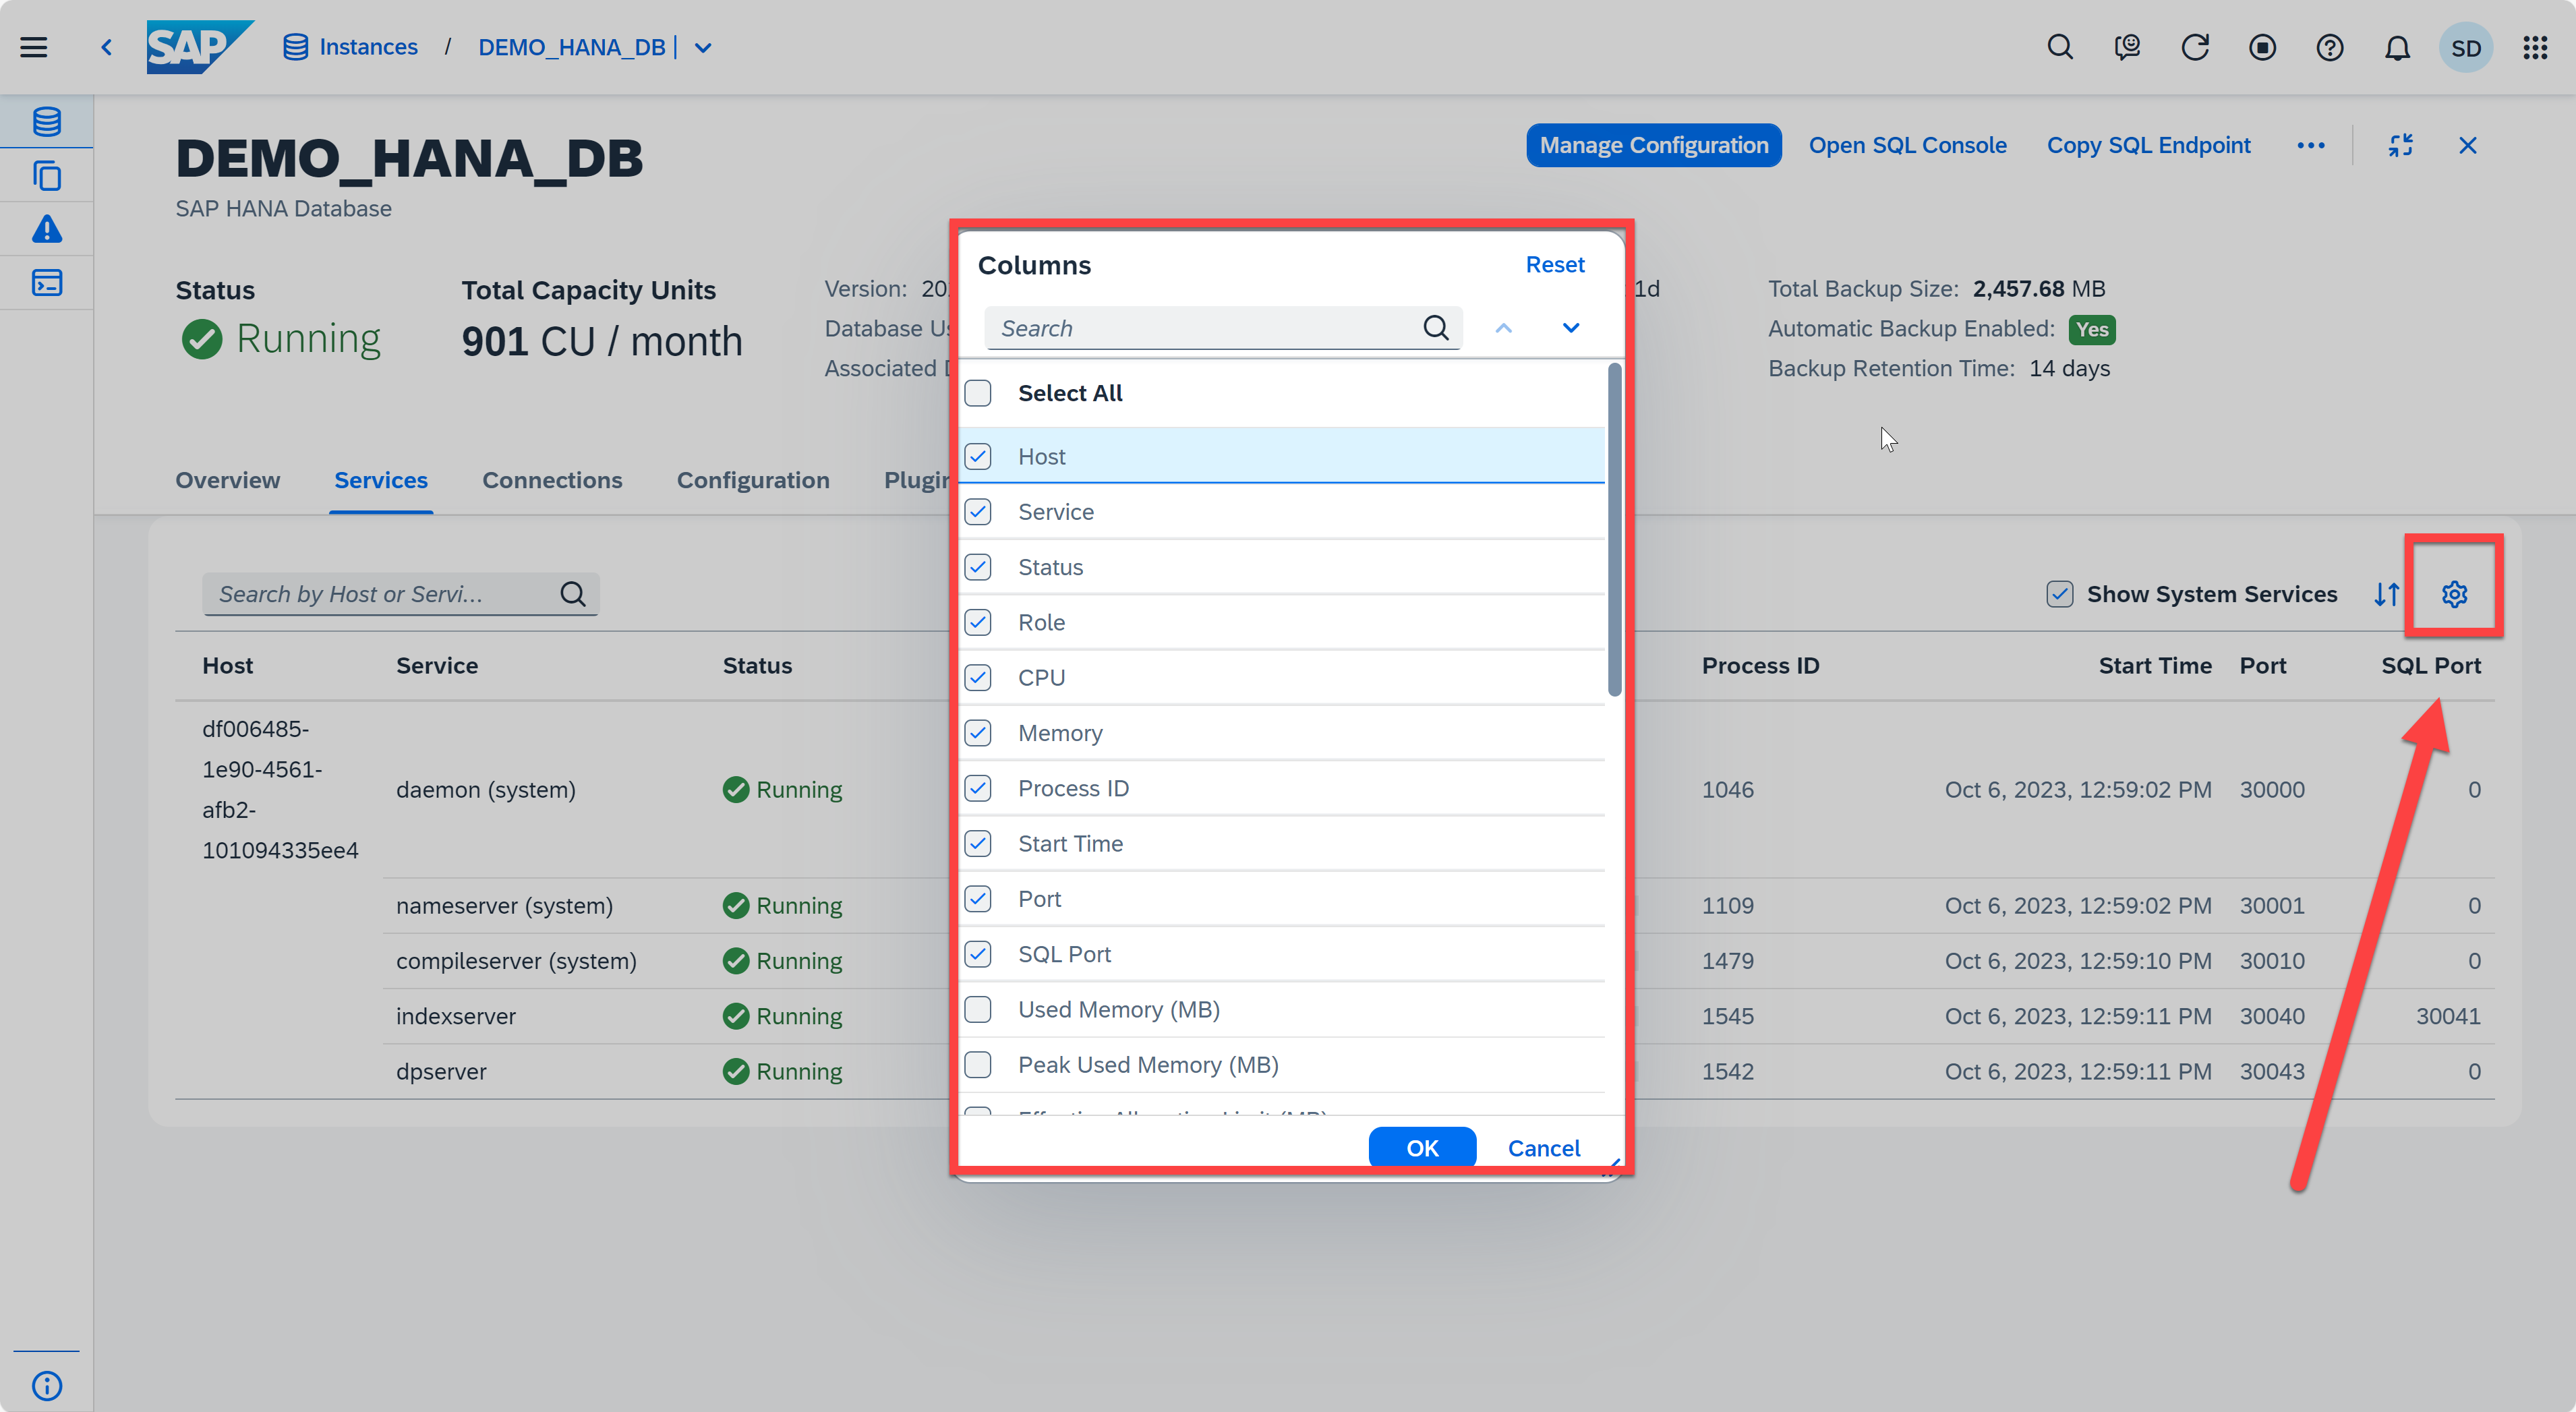 SAP Instances / DEMO_HANA_DB
SD
DEMO_HANA_DB
SAP HANA Database
Manage Configuration Open SQL Console Copy SQL Endpoint
Status
Running
Total Capacity Units
901 CU / month
Version: 20
Database
Associated
1d
Total Backup Size: 2,457.68 MB
Automatic Backup Enabled: Yes
Backup Retention Time: 14 days
Overview Services Connections Configuration
Search by Host or Servi...
Show System Services
Host Service Status Process ID Start Time Port SQL Port
df006485-
1e90-4561-
afb2-
101094335ee4
daemon (system) Running 1046 Oct 6, 2023, 12:59:02 PM 30000 0
nameserver (system) Running 1109 Oct 6, 2023, 12:59:02 PM 30001 0
compileserver (system) Running 1479 Oct 6, 2023, 12:59:10 PM 30010 0
indexserver Running 1545 Oct 6, 2023, 12:59:11 PM 30040 30041
dpserver Running 1542 Oct 6, 2023, 12:59:11 PM 30043 0
Columns Reset
Search
Select All
Host
Service
Status
Role
CPU
Memory
Process ID
Start Time
Port
SQL Port
Used Memory (MB)
Peak Used Memory (MB)
OK Cancel